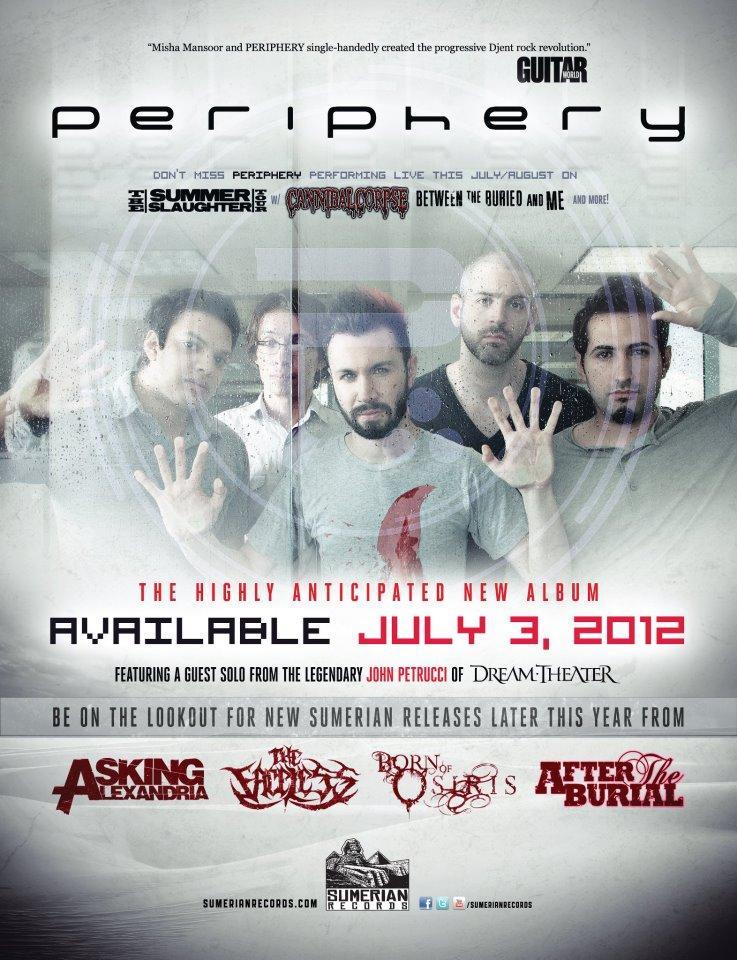 “Misha Mansoor and PERIPHERY single-handedly created the progressive Djent rock revolution.”
GUITAR
WORLD
periphery
DON'T MISS PERIPHERY PERFORMING LIVE THIS JULY/AUGUST ON
THE SUMMER SLAUGHTER TOUR W/ CANNIBAL CORPSE BETWEEN THE BURIED AND ME AND MORE!
THE HIGHLY ANTICIPATED NEW ALBUM
AVAILABLE JULY 3, 2012
FEATURING A GUEST SOLO FROM THE LEGENDARY JOHN PETRUCCI OF DREAM THEATER
BE ON THE LOOKOUT FOR NEW SUMERIAN RELEASES LATER THIS YEAR FROM
ASKING ALEXANDRIA THE FACELESS BORN OF OSIRIS AFTER The BURIAL
SUMERIAN
RECORDS
SUMERIANRECORDS.COM
/SUMERIANRECORDS